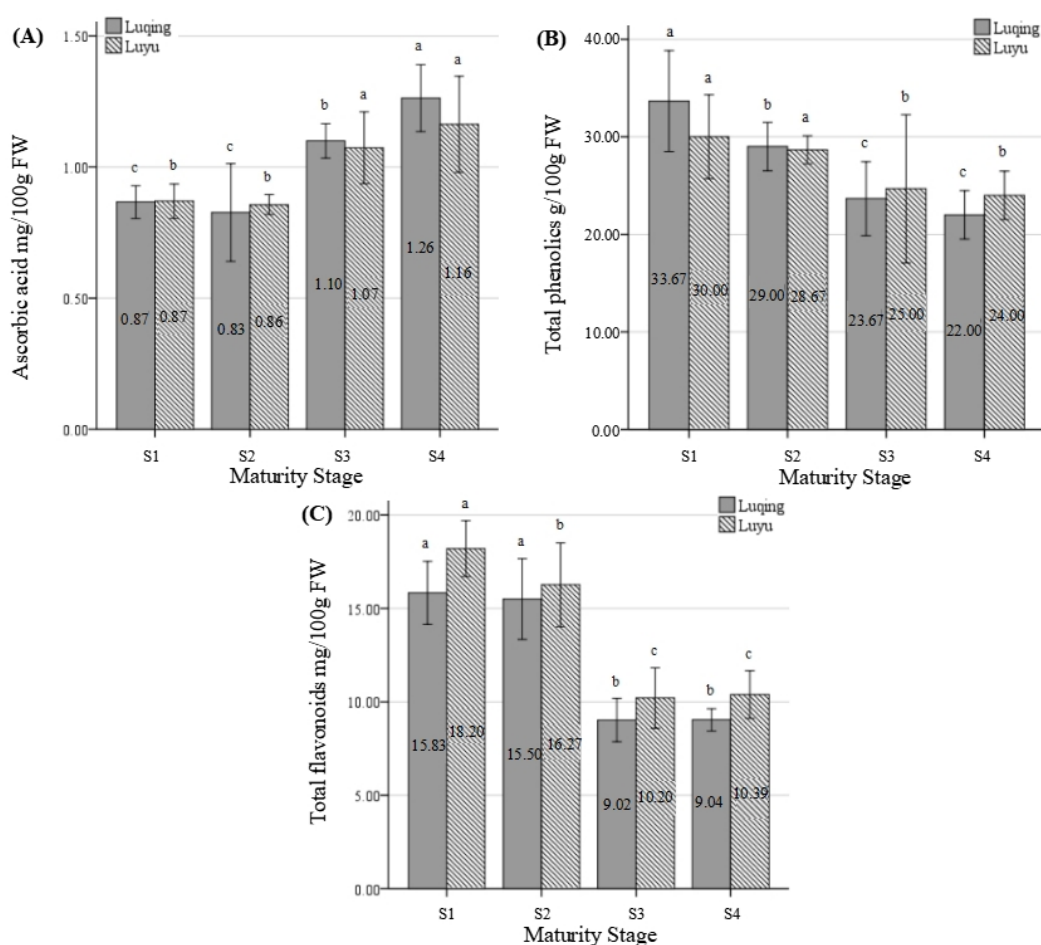 (A)
Luqing
Luyu
Ascorbic acid mg/100g FW
1.50
1.00
0.50
0.00
c b
c b
b a
a a
0.87 0.87
0.83 0.86
1.10 1.07
1.26 1.16
S1 S2 S3 S4
Maturity Stage
(B)
Luqing
Luyu
Total phenolics g/100g FW
40.00
30.00
20.00
10.00
0.00
a a
b a
c b
c b
33.67 30.00
29.00 28.67
23.67 25.00
22.00 24.00
S1 S2 S3 S4
Maturity Stage
(C)
Luqing
Luyu
Total flavonoids mg/100g FW
20.00
15.00
10.00
5.00
0.00
a a
a b
b c
b c
15.83 18.20
15.50 16.27
9.02 10.20
9.04 10.39
S1 S2 S3 S4
Maturity Stage